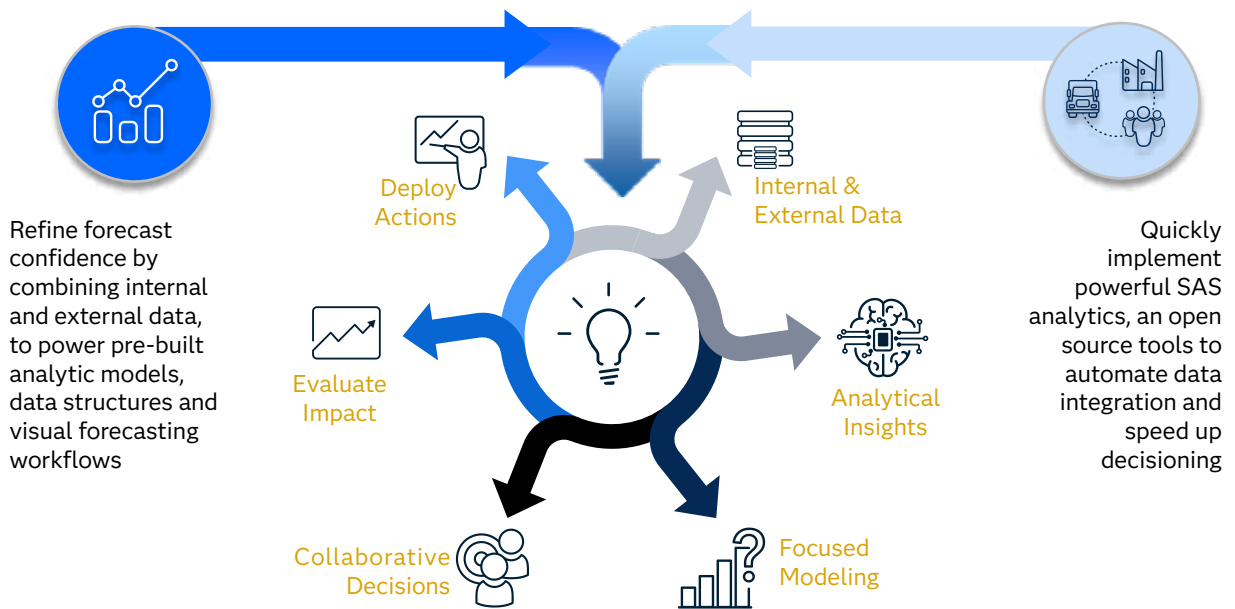 Refine forecast
confidence by
combining internal
and external data,
to power pre-built
analytic models,
data structures and
visual forecasting
workflows
Deploy
Actions
Internal &
External Data
Evaluate
Impact
Analytical
Insights
Collaborative
Decisions
Focused
Modeling
Quickly
implement
powerful SAS
analytics, an open
source tools to
automate data
integration and
speed up
decisioning